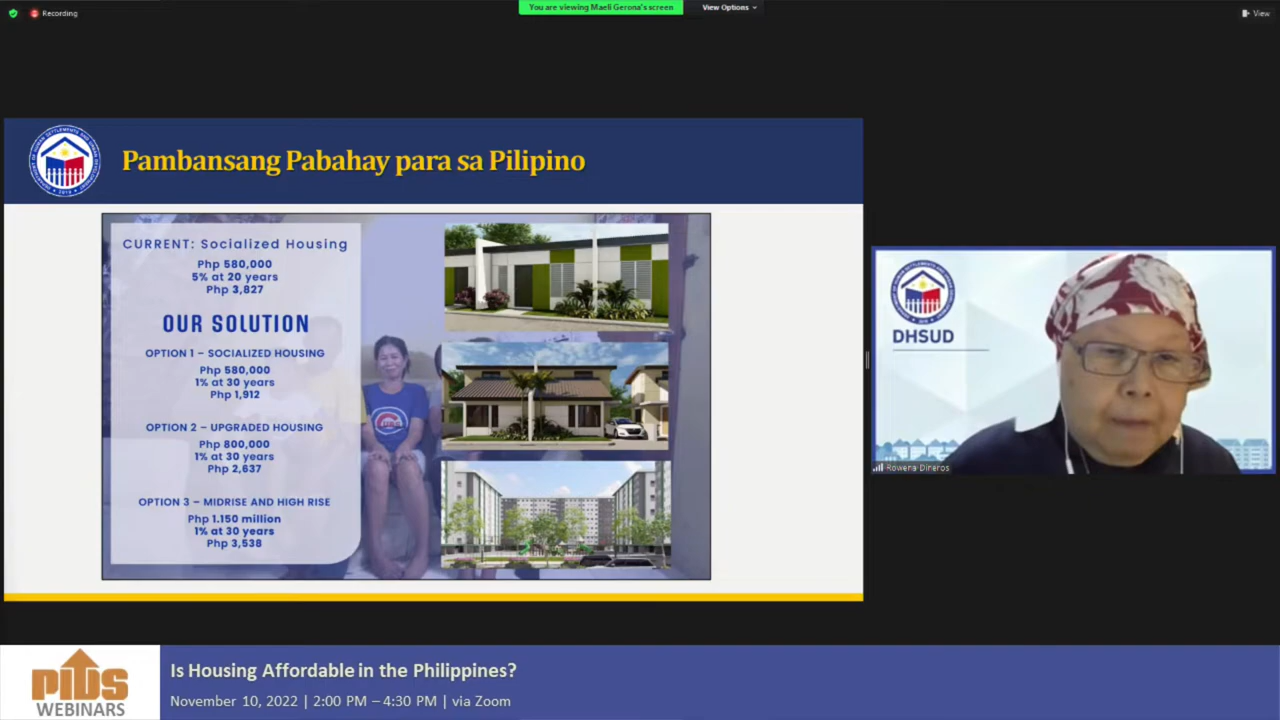 Recording
You are viewing Maeli Gerona's screen
View Options
View
Pambansang Pabahay para sa Pilipino
CURRENT: Socialized Housing
Php 580,000
5% at 20 years
Php 3,827
OUR SOLUTION
OPTION 1 – SOCIALIZED HOUSING
Php 580,000
1% at 30 years
Php 1,912
OPTION 2 – UPGRADED HOUSING
Php 800,000
1% at 30 years
Php 2,637
OPTION 3 – MIDRISE AND HIGH RISE
Php 1.150 million
1% at 30 years
Php 3,538
CUBS
DHSUD
Rowena Dineros
PIDS
WEBINARS
Is Housing Affordable in the Philippines?
November 10, 2022 | 2:00 PM – 4:30 PM | via Zoom